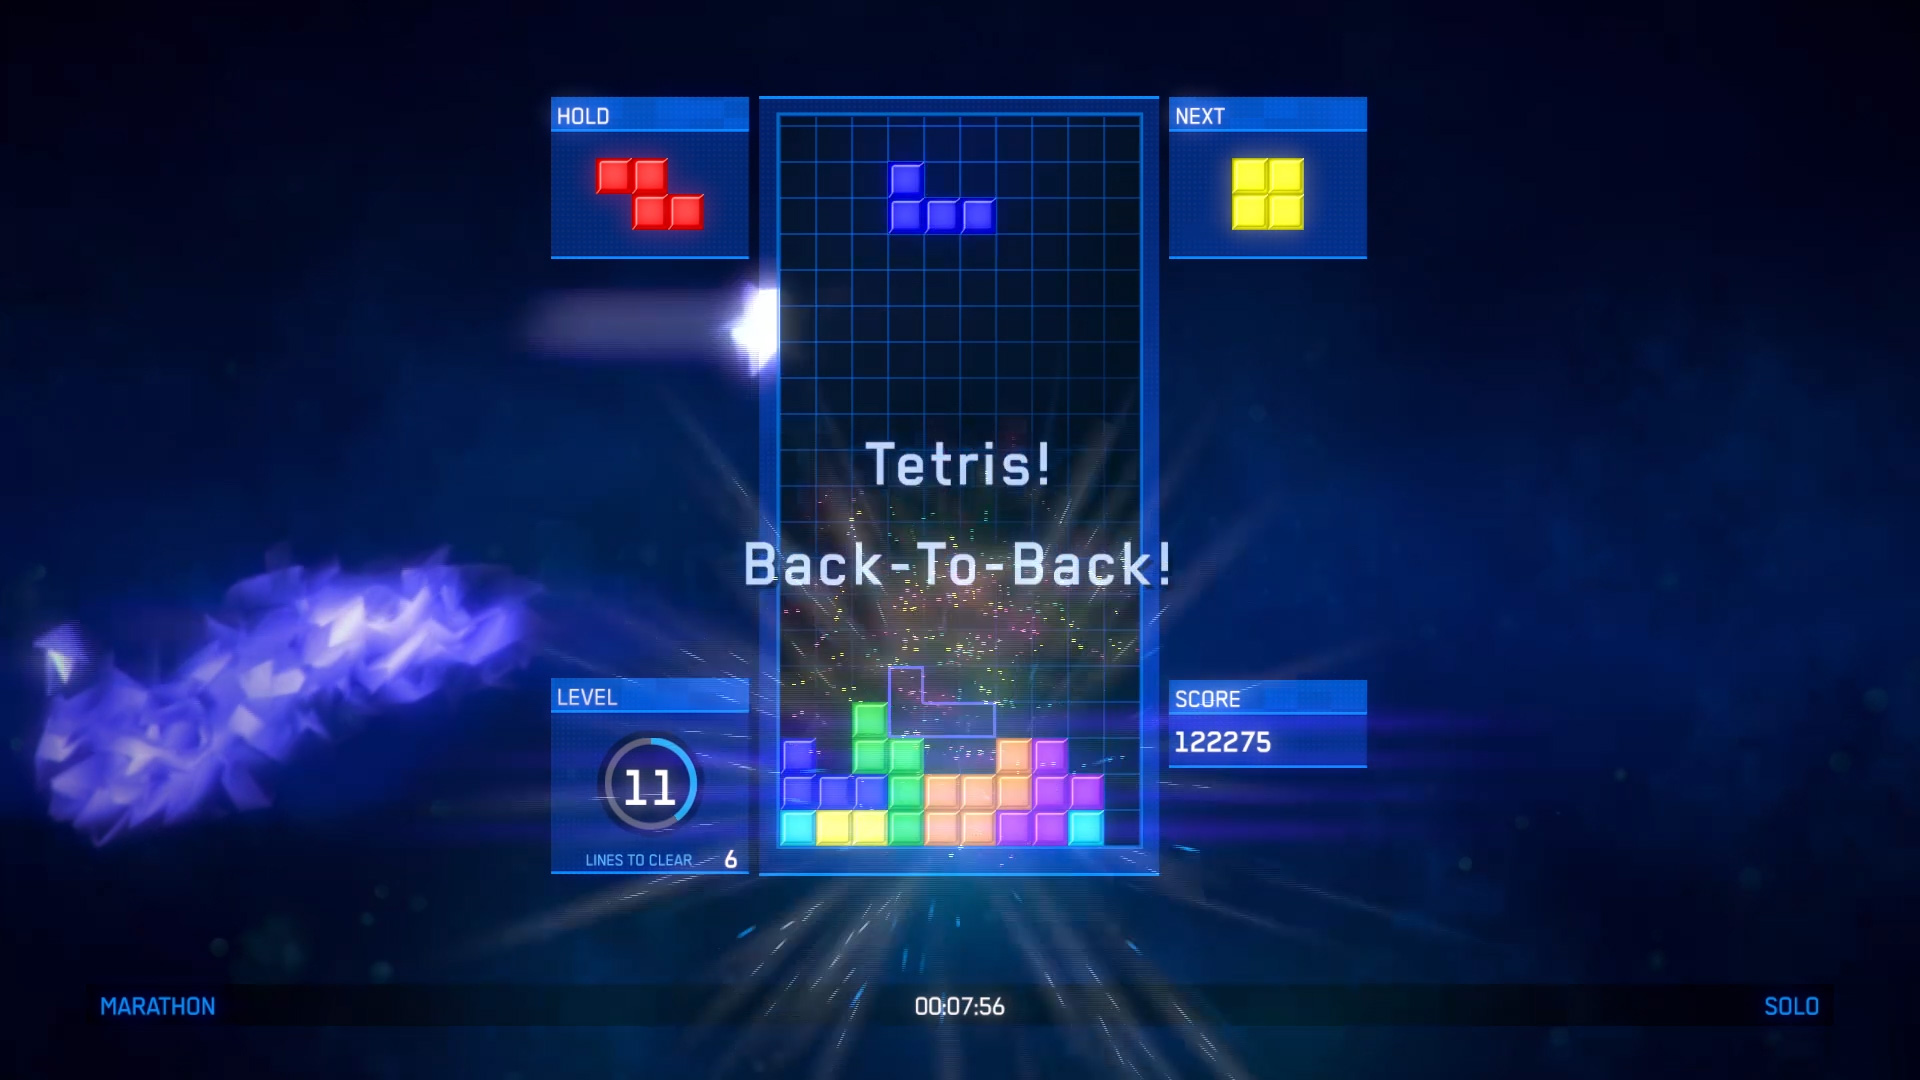 HOLD
NEXT
Tetris!
Back-To-Back!
LEVEL
11
LINES TO CLEAR 6
SCORE
122275
MARATHON
00:07:56
SOLO